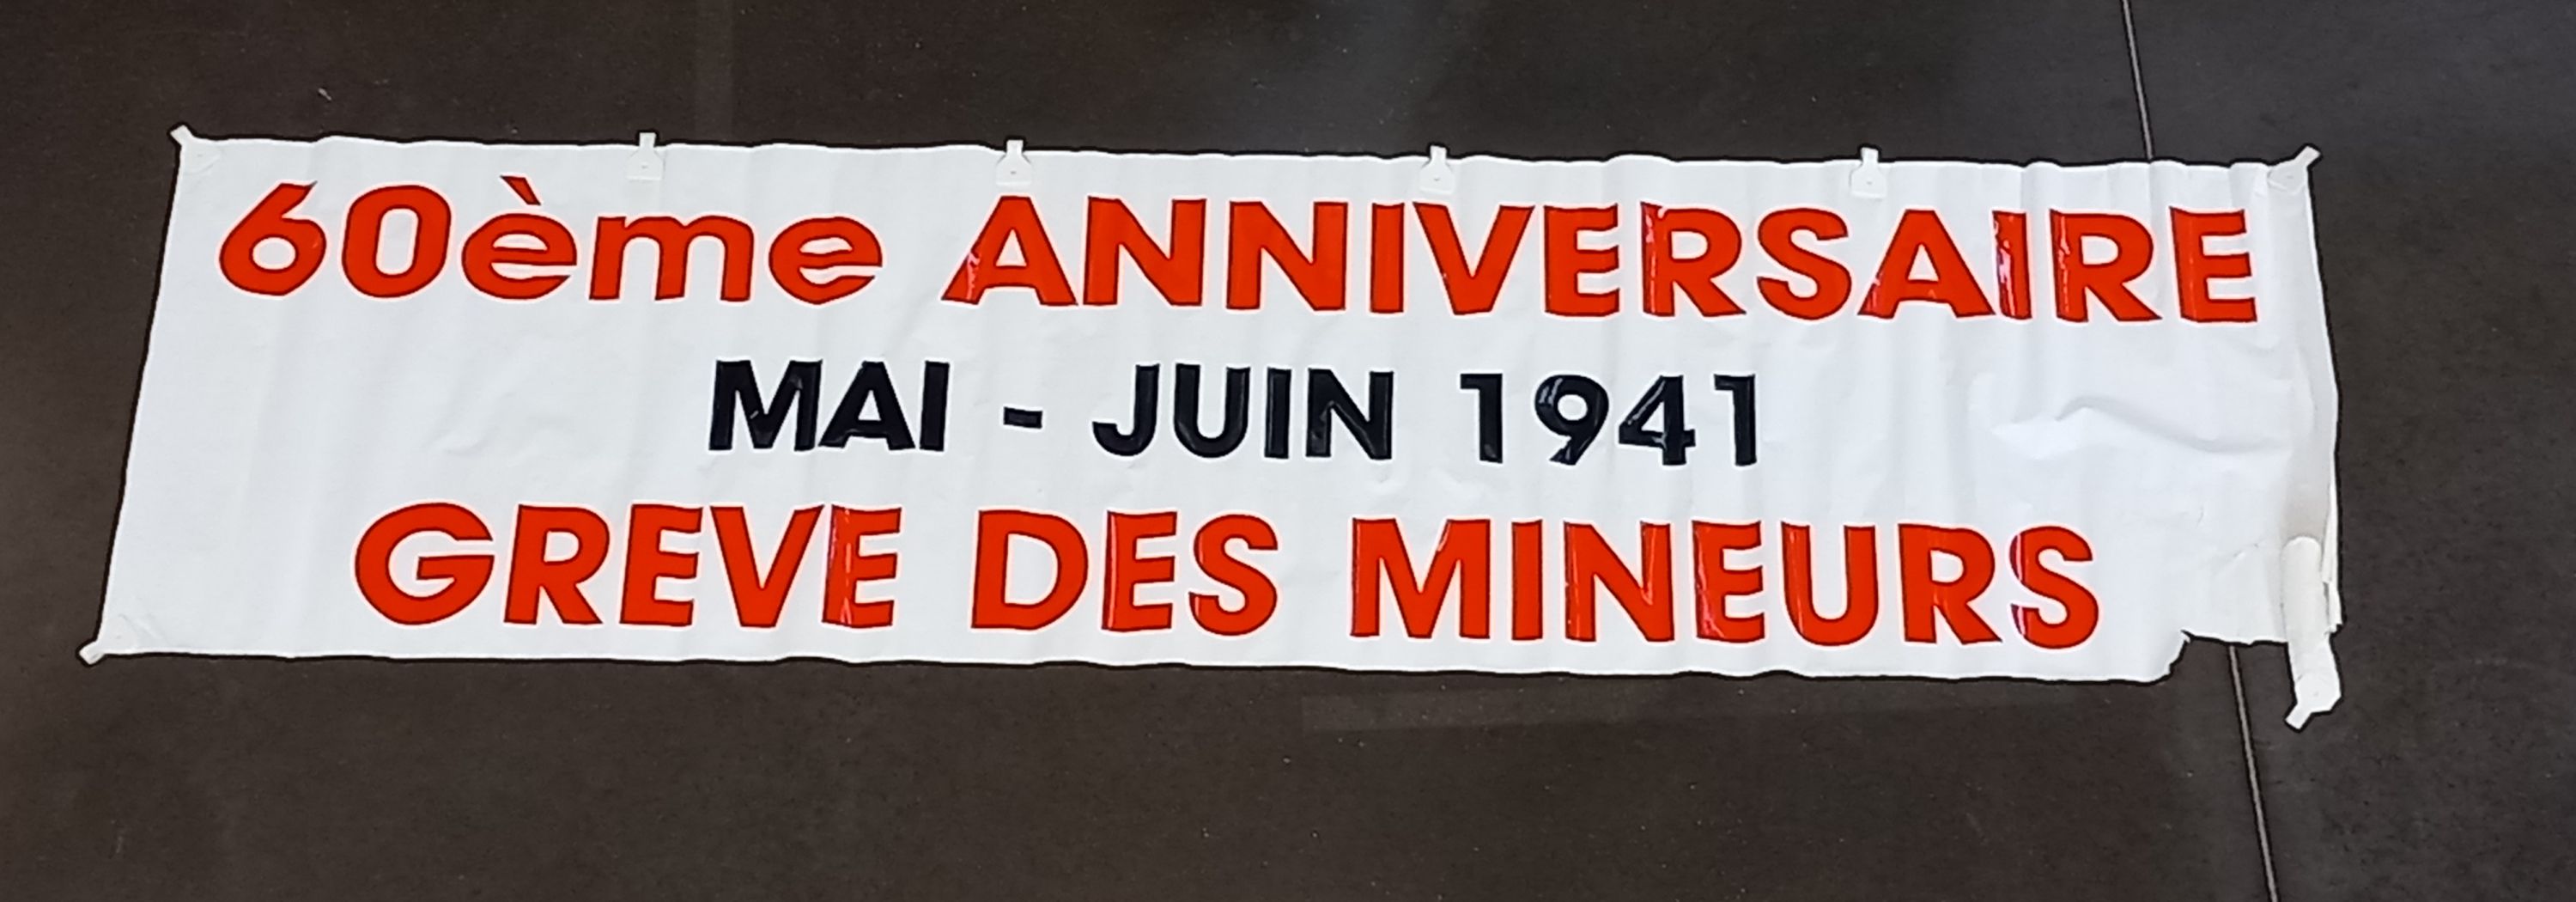 60ème ANNIVERSAIRE
MAI - JUIN 1941
GREVE DES MINEURS